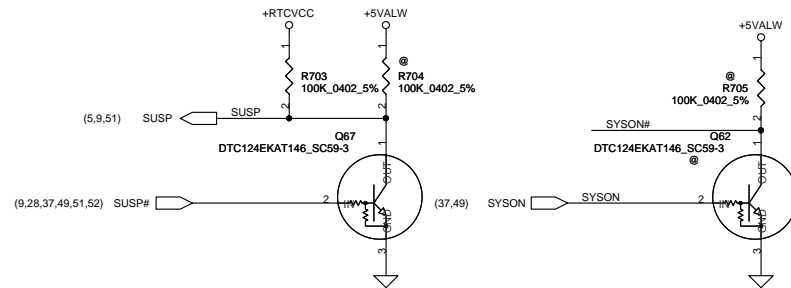 +RTCVCC
+5VALW
+5VALW
1
1
1
@
R703
100K_0402_5%
R704
100K_0402_5%
@
R705
100K_0402_5%
2
2
2
(5,9,51)
SUSP
SUSP
SYSON#
Q67
DTC124EKAT146_SC59-3
Q62
DTC124EKAT146_SC59-3
@
1
1
OUT
OUT
(9,28,37,49,51,52)
SUSP#
2
IN
(37,49)
SYSON
SYSON
2
IN
GND
GND
3
3